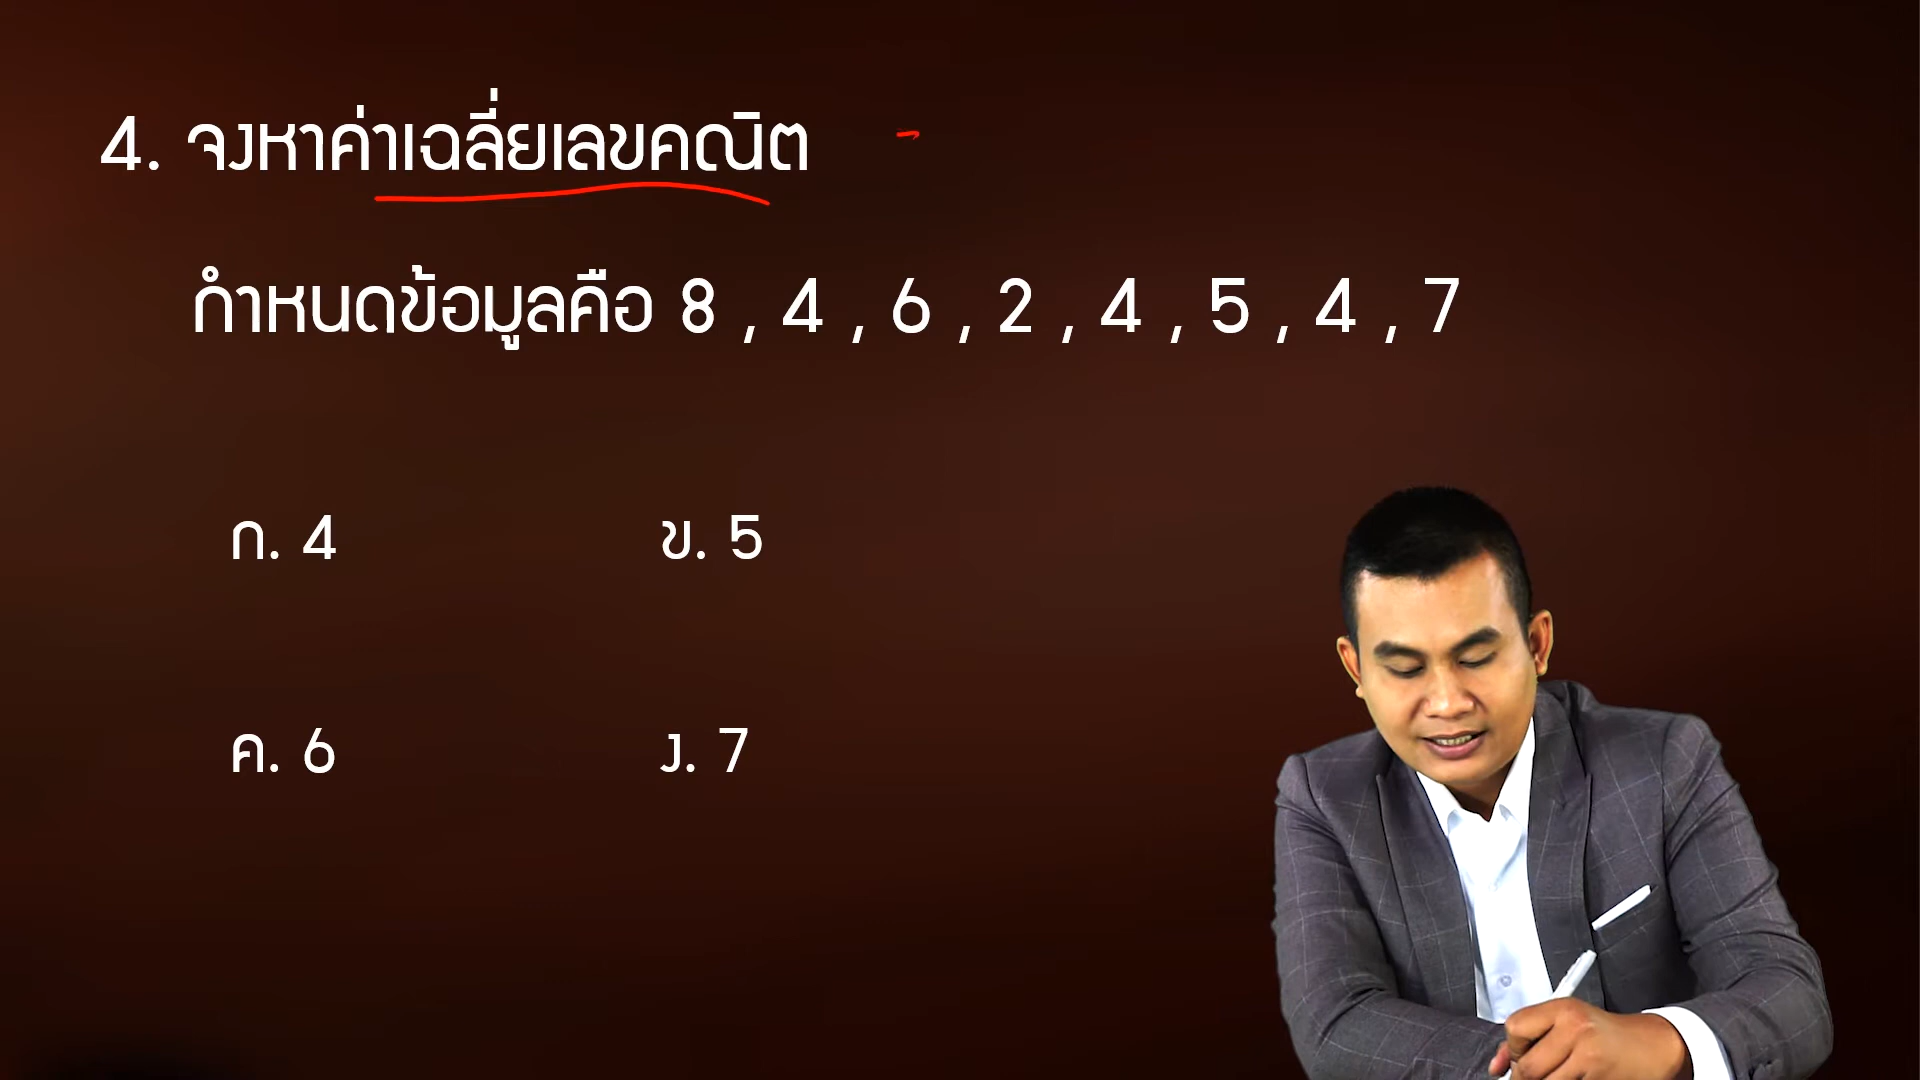 4. จงหาค่าเฉลี่ยเลขคณิต
กำหนดข้อมูลคือ 8 , 4 , 6 , 2 , 4 , 5 , 4 , 7
ก. 4
ข. 5
ค. 6
ง. 7